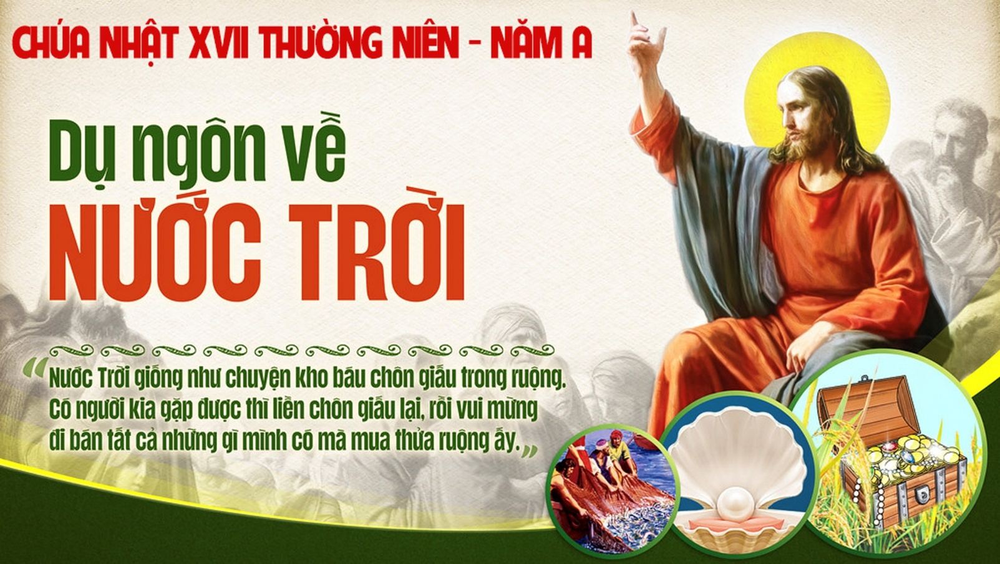 CHÚA NHẬT XVII THƯỜNG NIÊN - NĂM A
Dụ ngôn về
NƯỚC TRỜI
“Nước Trời giống như chuyện kho báu chôn giấu trong ruộng.
Có người kia gặp được thì liền chôn giấu lại, rồi vui mừng
đi bán tất cả những gì mình có mà mua thửa ruộng ấy.”